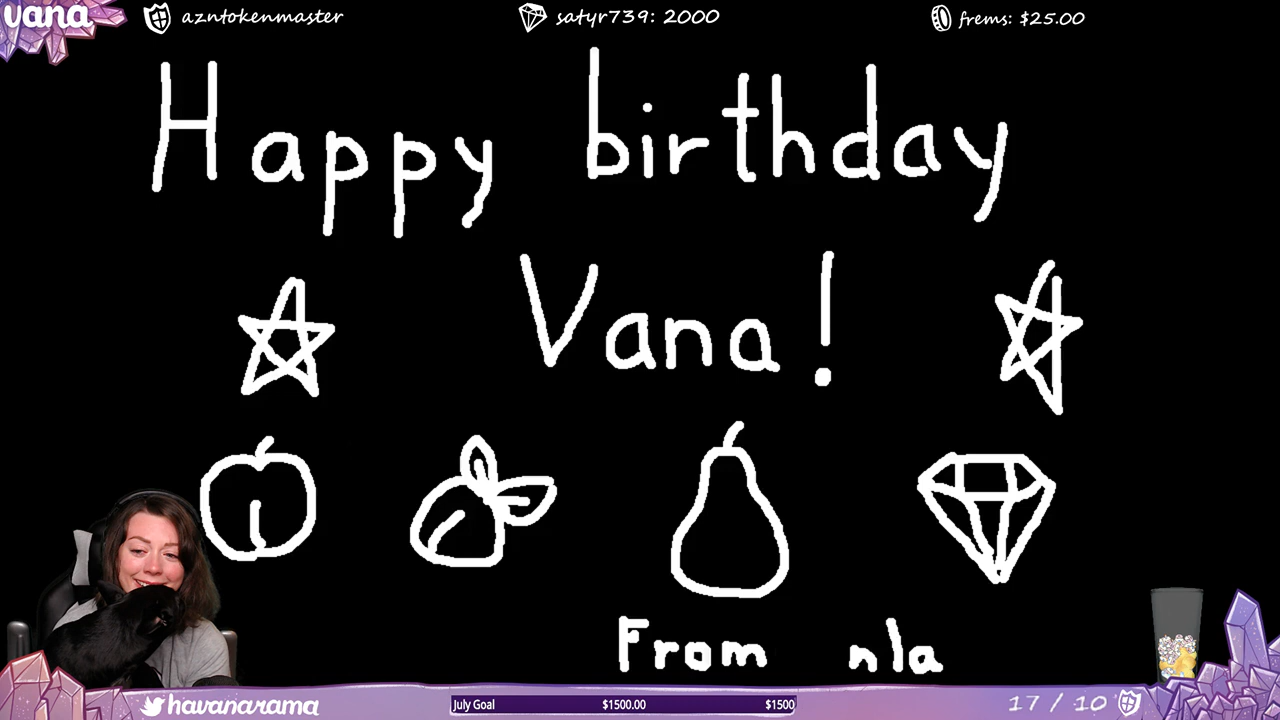 vana
azntokenmaster
satyr739: 2000
frems: $25.00
Happy birthday
Vana!
From nla
havanarama
July Goal $1500.00 $1500
17 / 10